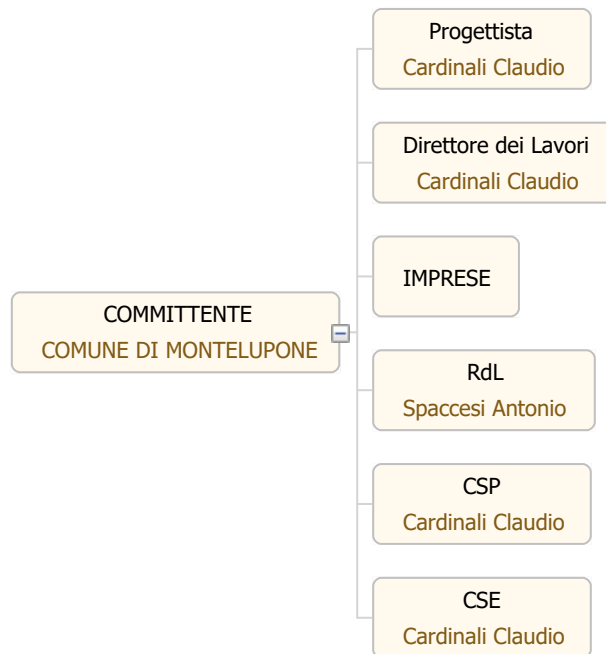 Progettista
Cardinali Claudio
Direttore dei Lavori
Cardinali Claudio
IMPRESE
COMMITTENTE
COMUNE DI MONTELUPONE
RdL
Spaccesi Antonio
CSP
Cardinali Claudio
CSE
Cardinali Claudio